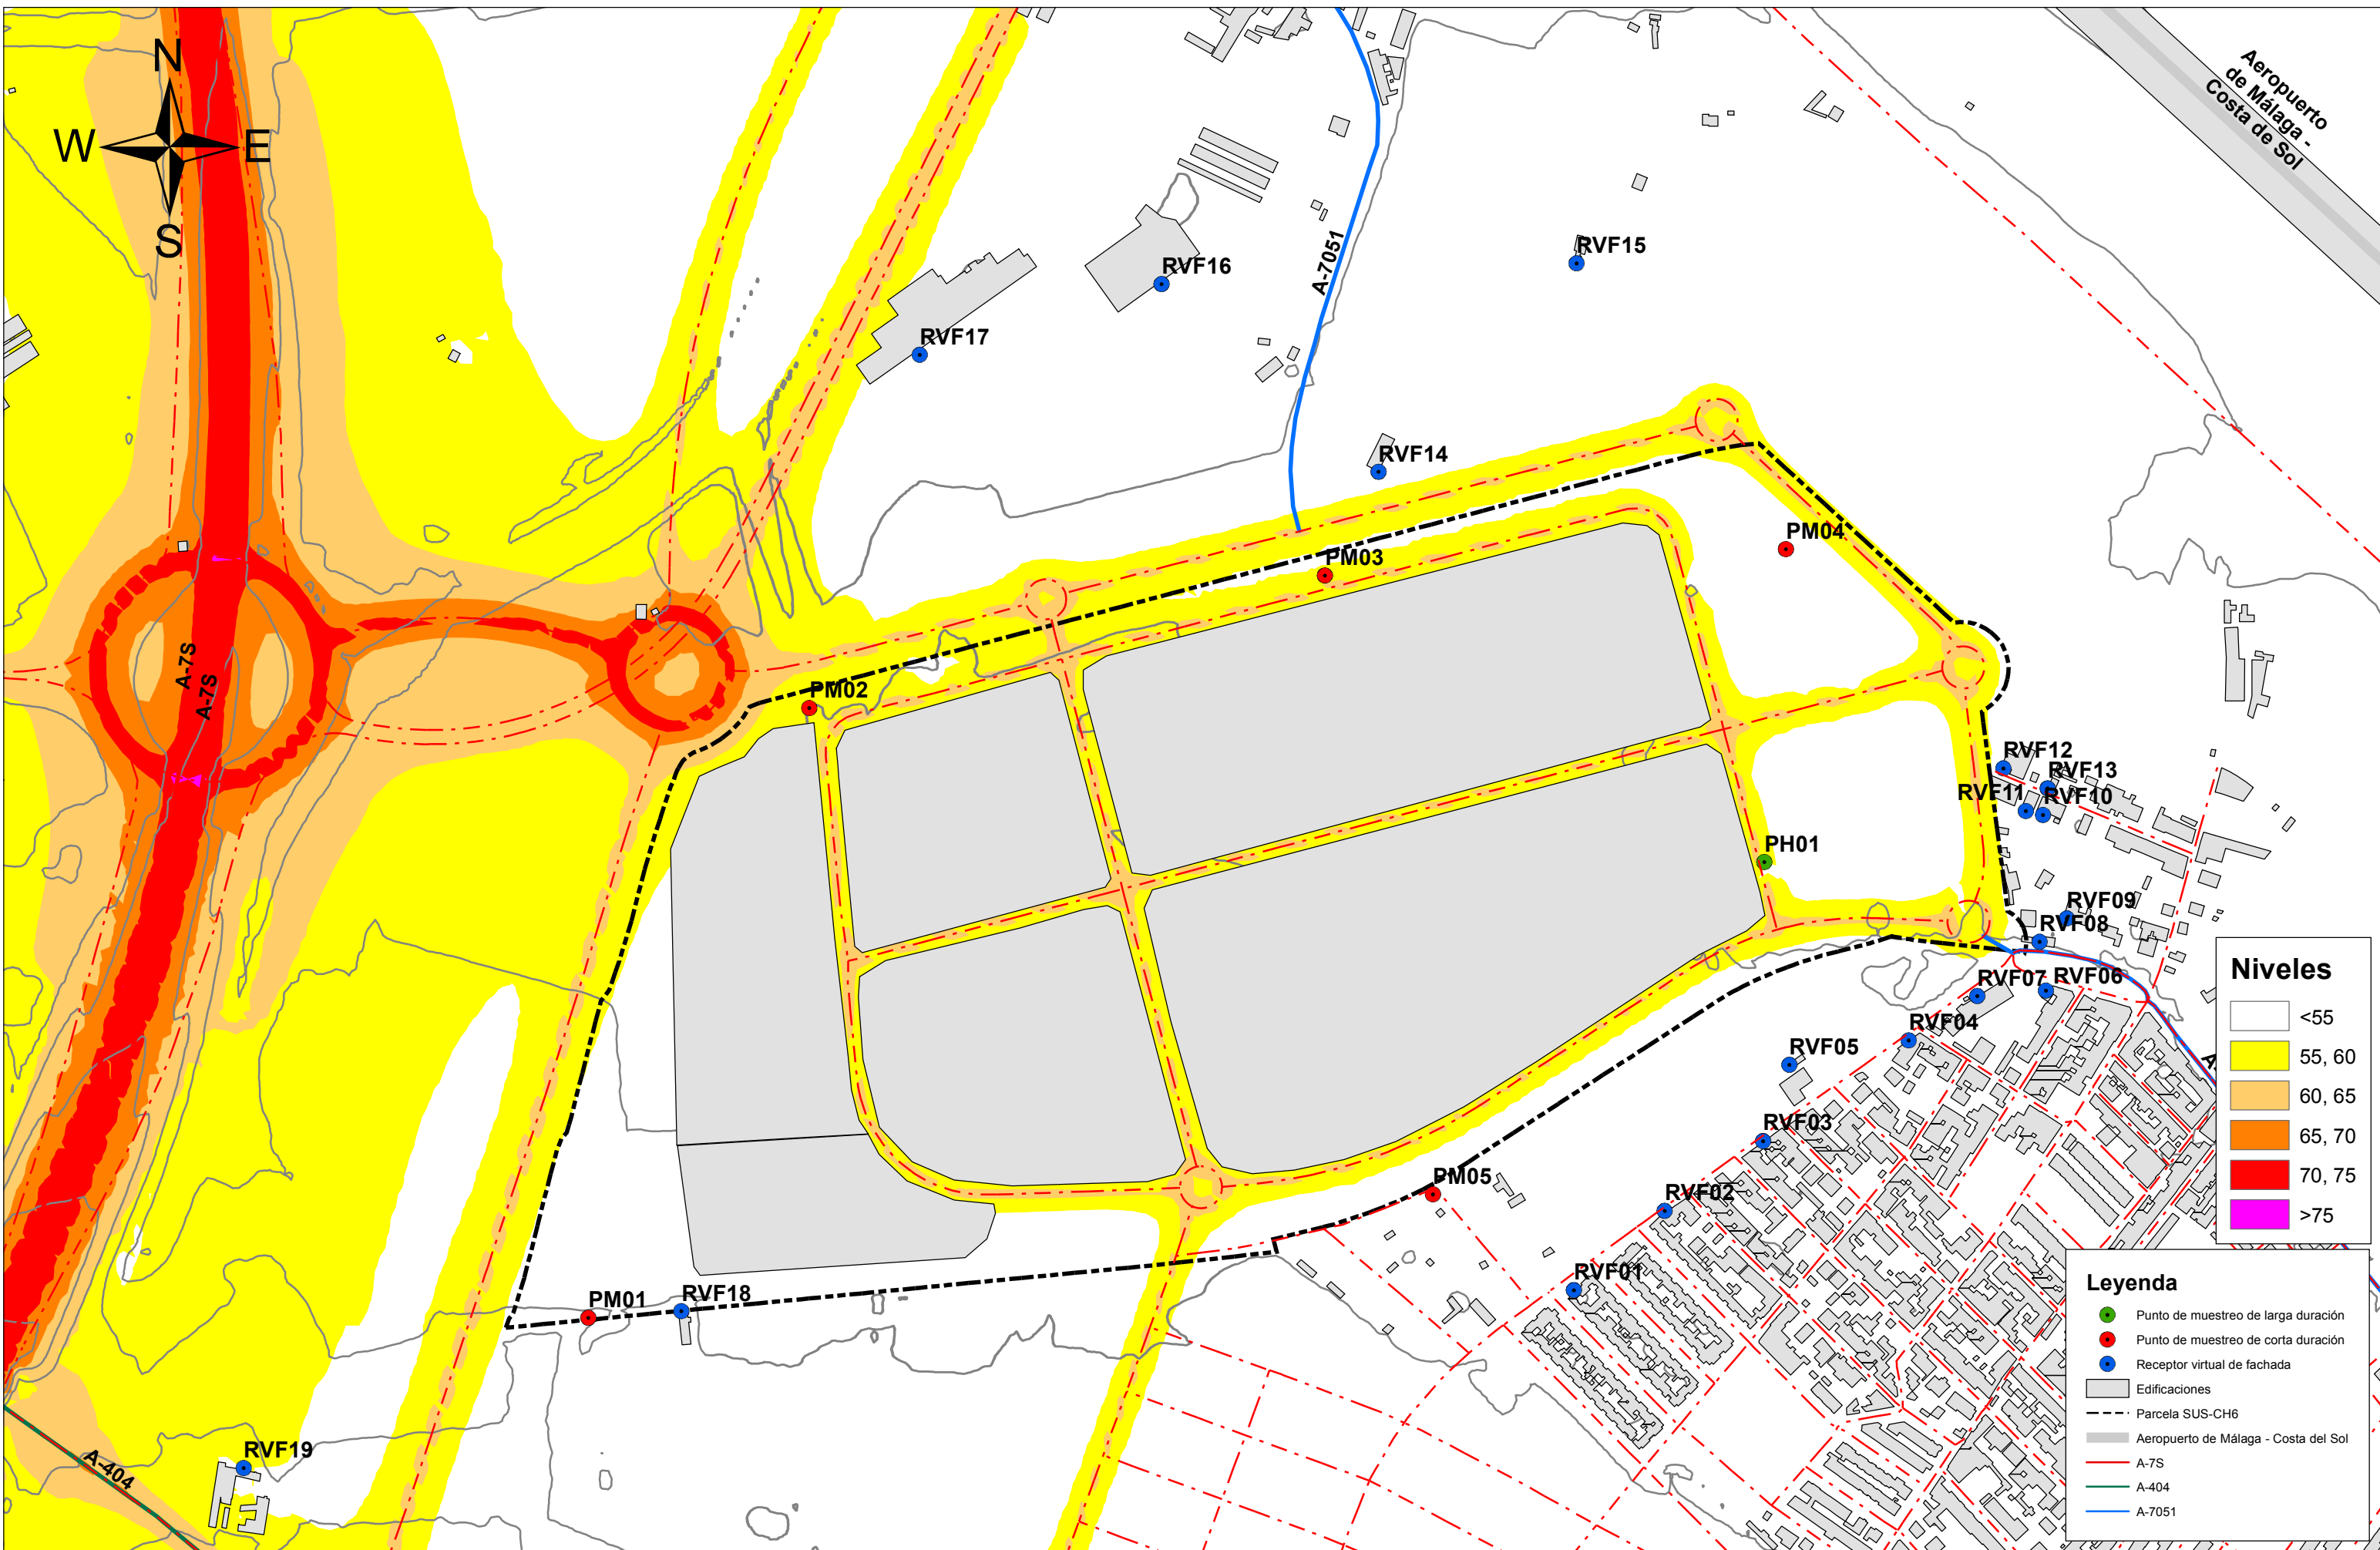 N
W
E
S
Aeropuerto
de Málaga -
Costa de Sol
A-7051
RVF15
RVF16
RVF17
RVF14
PM04
PM03
A-7S
A-7S
PM02
RVF12
RVF13
RVF11
RVF10
PH01
RVF09
RVF08
RVF07
RVF06
RVF04
RVF05
RVF03
PM05
RVF02
RVF01
PM01
RVF18
RVF19
A-404
Niveles
<55
55, 60
60, 65
65, 70
70, 75
>75
Leyenda
Punto de muestreo de larga duración
Punto de muestreo de corta duración
Receptor virtual de fachada
Edificaciones
Parcela SUS-CH6
Aeropuerto de Málaga - Costa del Sol
A-7S
A-404
A-7051